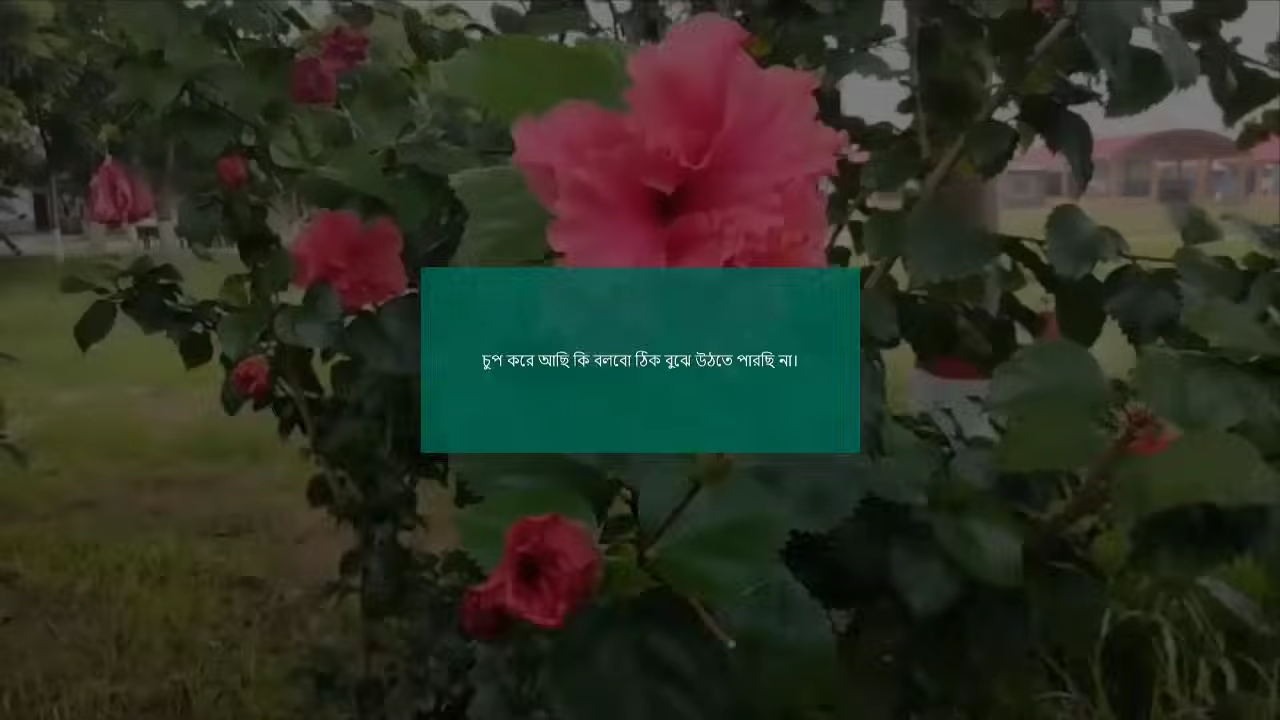 চুপ করে আছি কি বলবো ঠিক বুঝে উঠতে পারছি না।